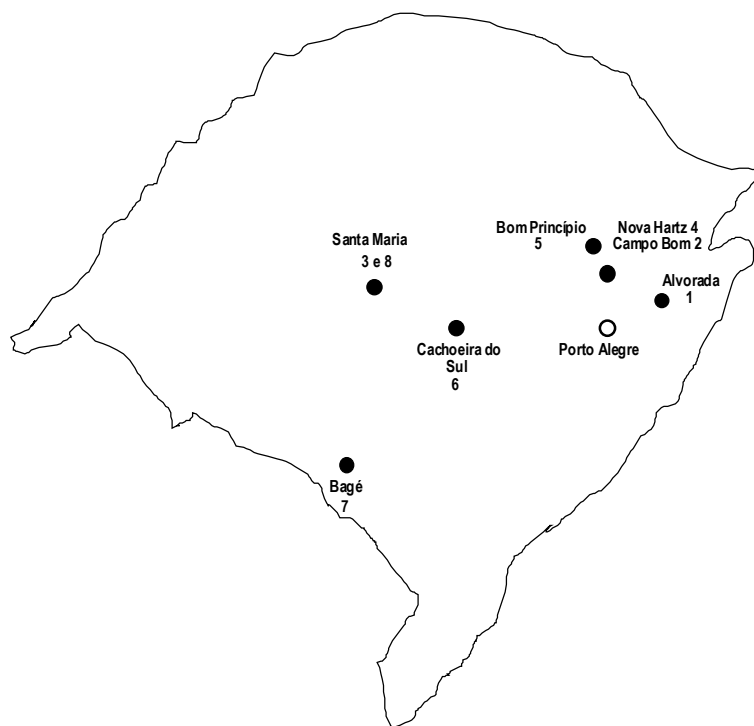 Bom Princípio
5
Nova Hartz 4
Campo Bom 2
Santa Maria
3 e 8
Alvorada
1
Cachoeira do
Sul
6
Porto Alegre
Bagé
7